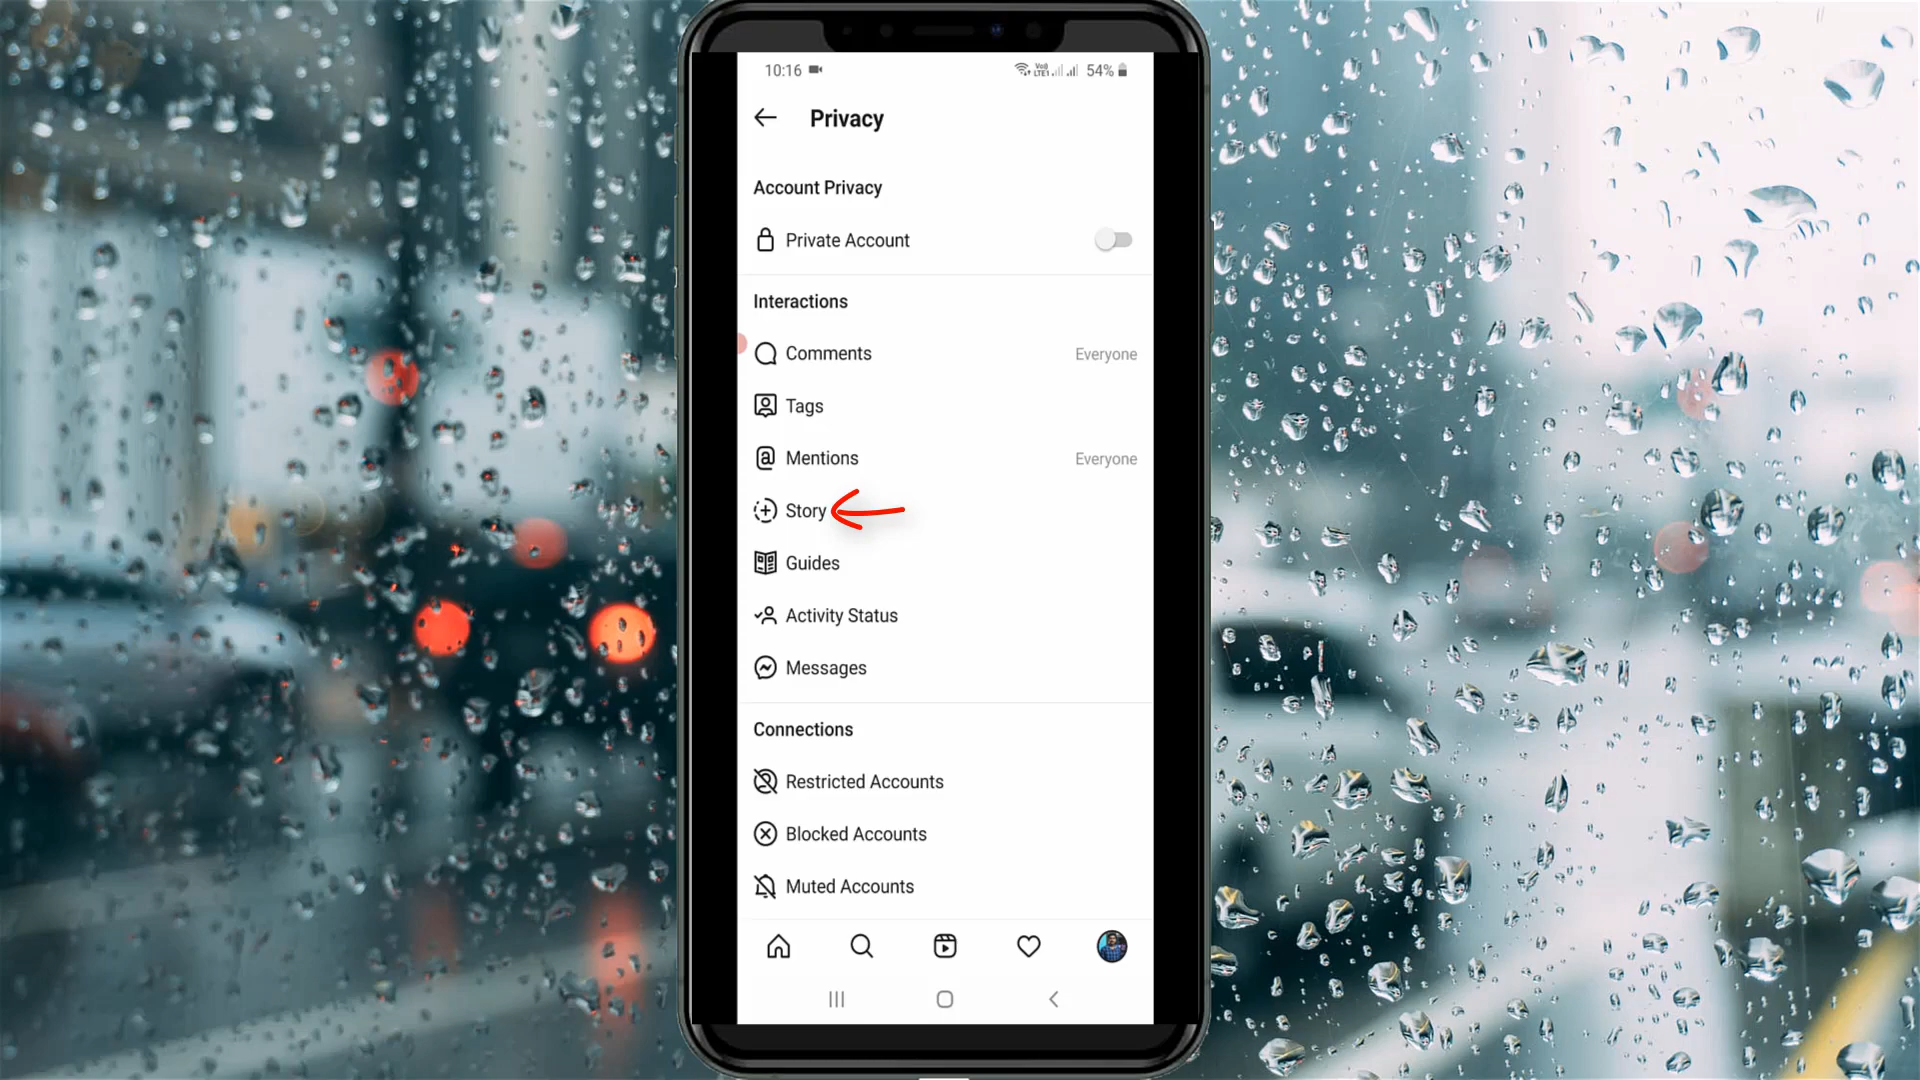 10:16 54%
Privacy
Account Privacy
Private Account
Interactions
Comments Everyone
Tags
Mentions Everyone
Story
Guides
Activity Status
Messages
Connections
Restricted Accounts
Blocked Accounts
Muted Accounts